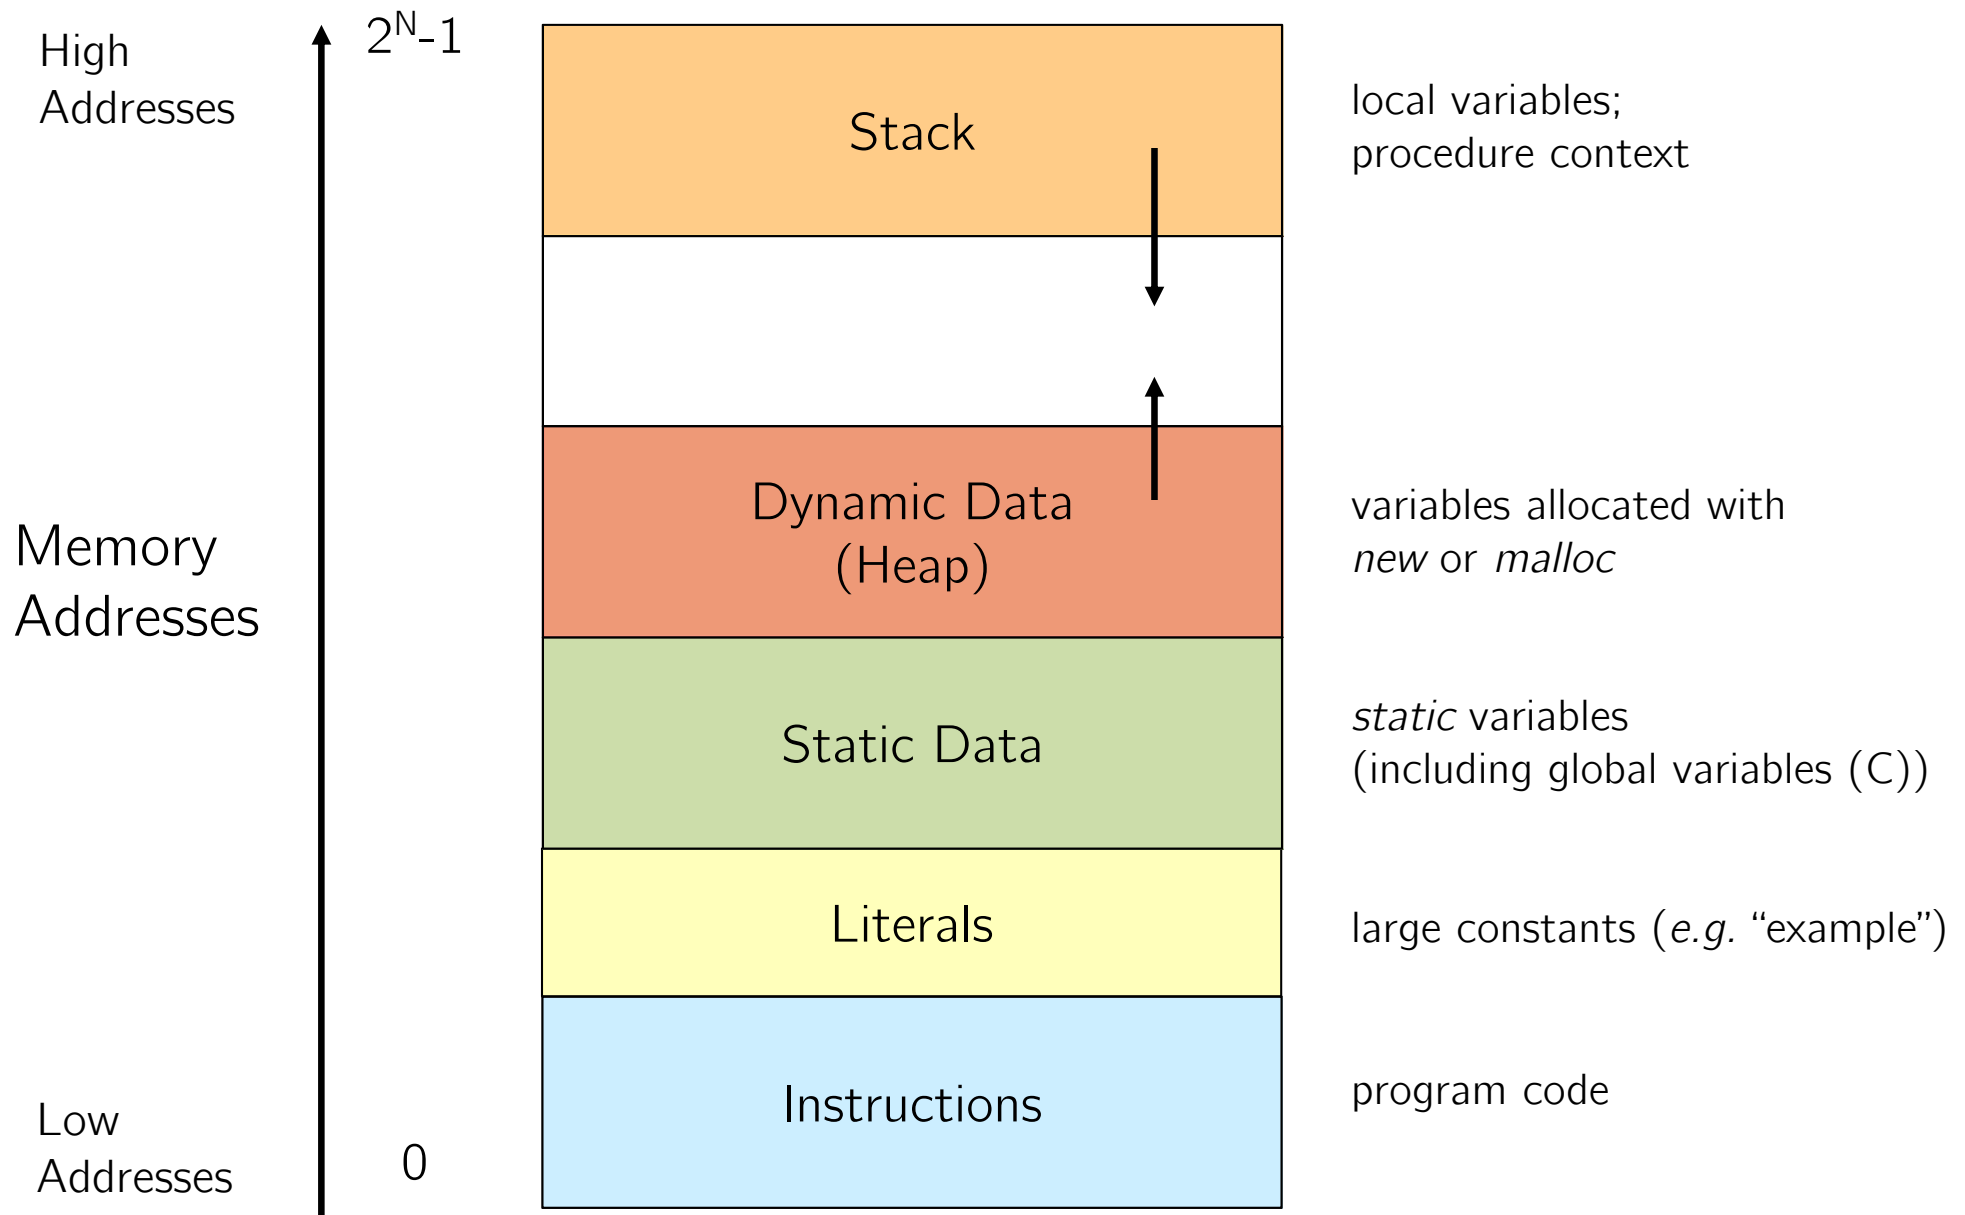 High
Addresses
2ᴺ-1
Stack
local variables;
procedure context
Memory
Addresses
Dynamic Data
(Heap)
variables allocated with
new or malloc
Static Data
static variables
(including global variables (C))
Literals
large constants (e.g. “example”)
Instructions
program code
Low
Addresses
0